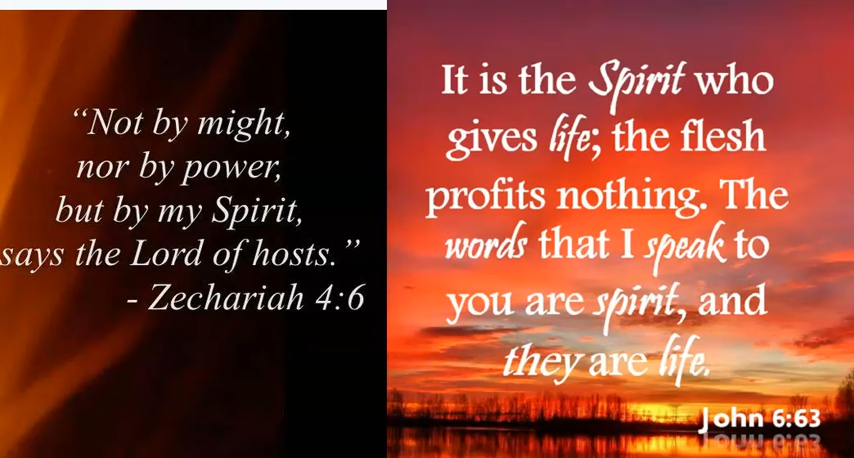 “Not by might,
nor by power,
but by my Spirit,
says the Lord of hosts.”
- Zechariah 4:6
It is the Spirit who
gives life; the flesh
profits nothing. The
words that I speak to
you are spirit, and
they are life.
John 6:63